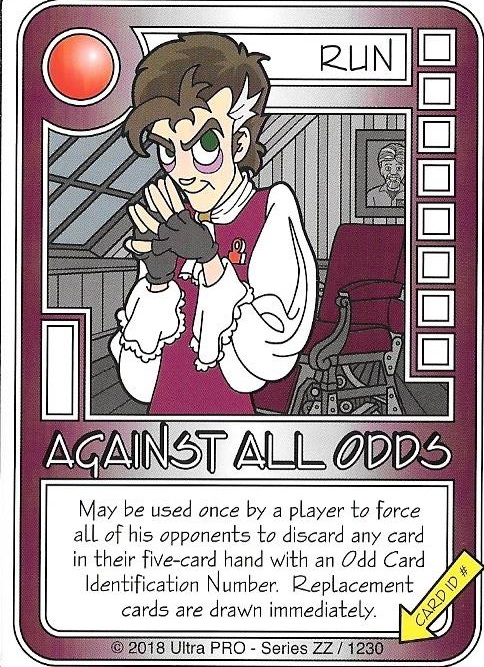 RUN
AGAINST ALL ODDS
May be used once by a player to force
all of his opponents to discard any card
in their five-card hand with an Odd Card
Identification Number. Replacement
cards are drawn immediately.
CARD ID #
© 2018 Ultra PRO - Series ZZ / 1230